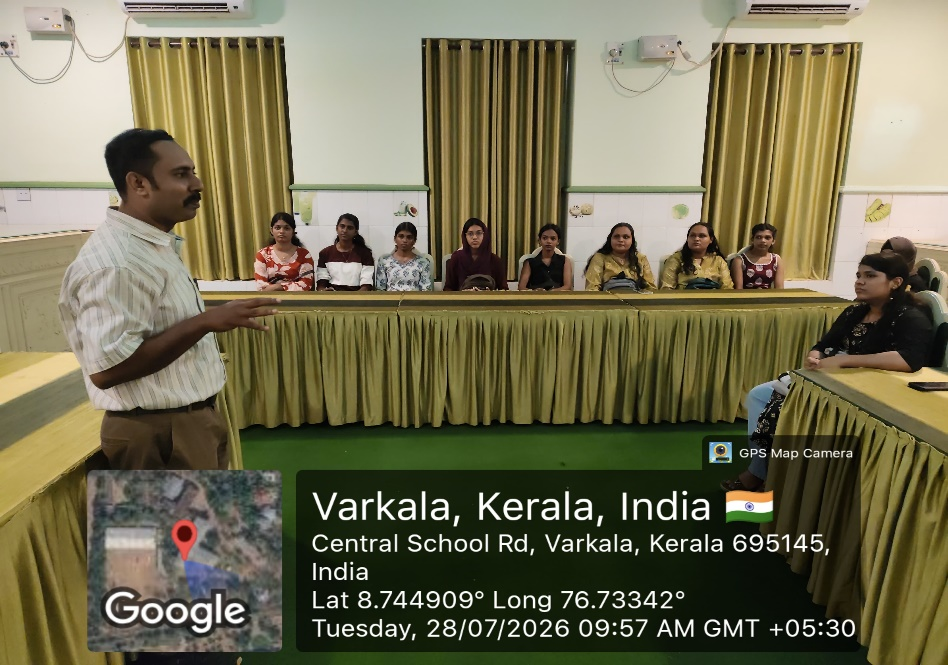 GPS Map Camera
Varkala, Kerala, India 🇮🇳
Central School Rd, Varkala, Kerala 695145,
India
Lat 8.744909° Long 76.73342°
Tuesday, 28/07/2026 09:57 AM GMT +05:30
Google